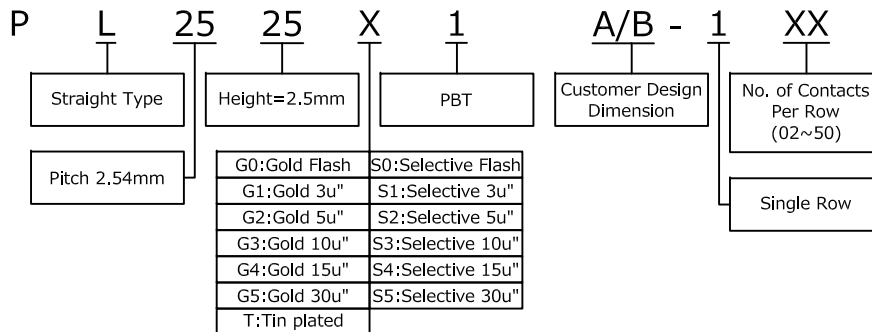 P L 25 25 X 1 A/B - 1 XX
Straight Type
Height=2.5mm
PBT
Customer Design
Dimension
No. of Contacts
Per Row
(02~50)
Pitch 2.54mm
G0:Gold Flash S0:Selective Flash
G1:Gold 3u" S1:Selective 3u"
G2:Gold 5u" S2:Selective 5u"
G3:Gold 10u" S3:Selective 10u"
G4:Gold 15u" S4:Selective 15u"
G5:Gold 30u" S5:Selective 30u"
T:Tin plated
Single Row